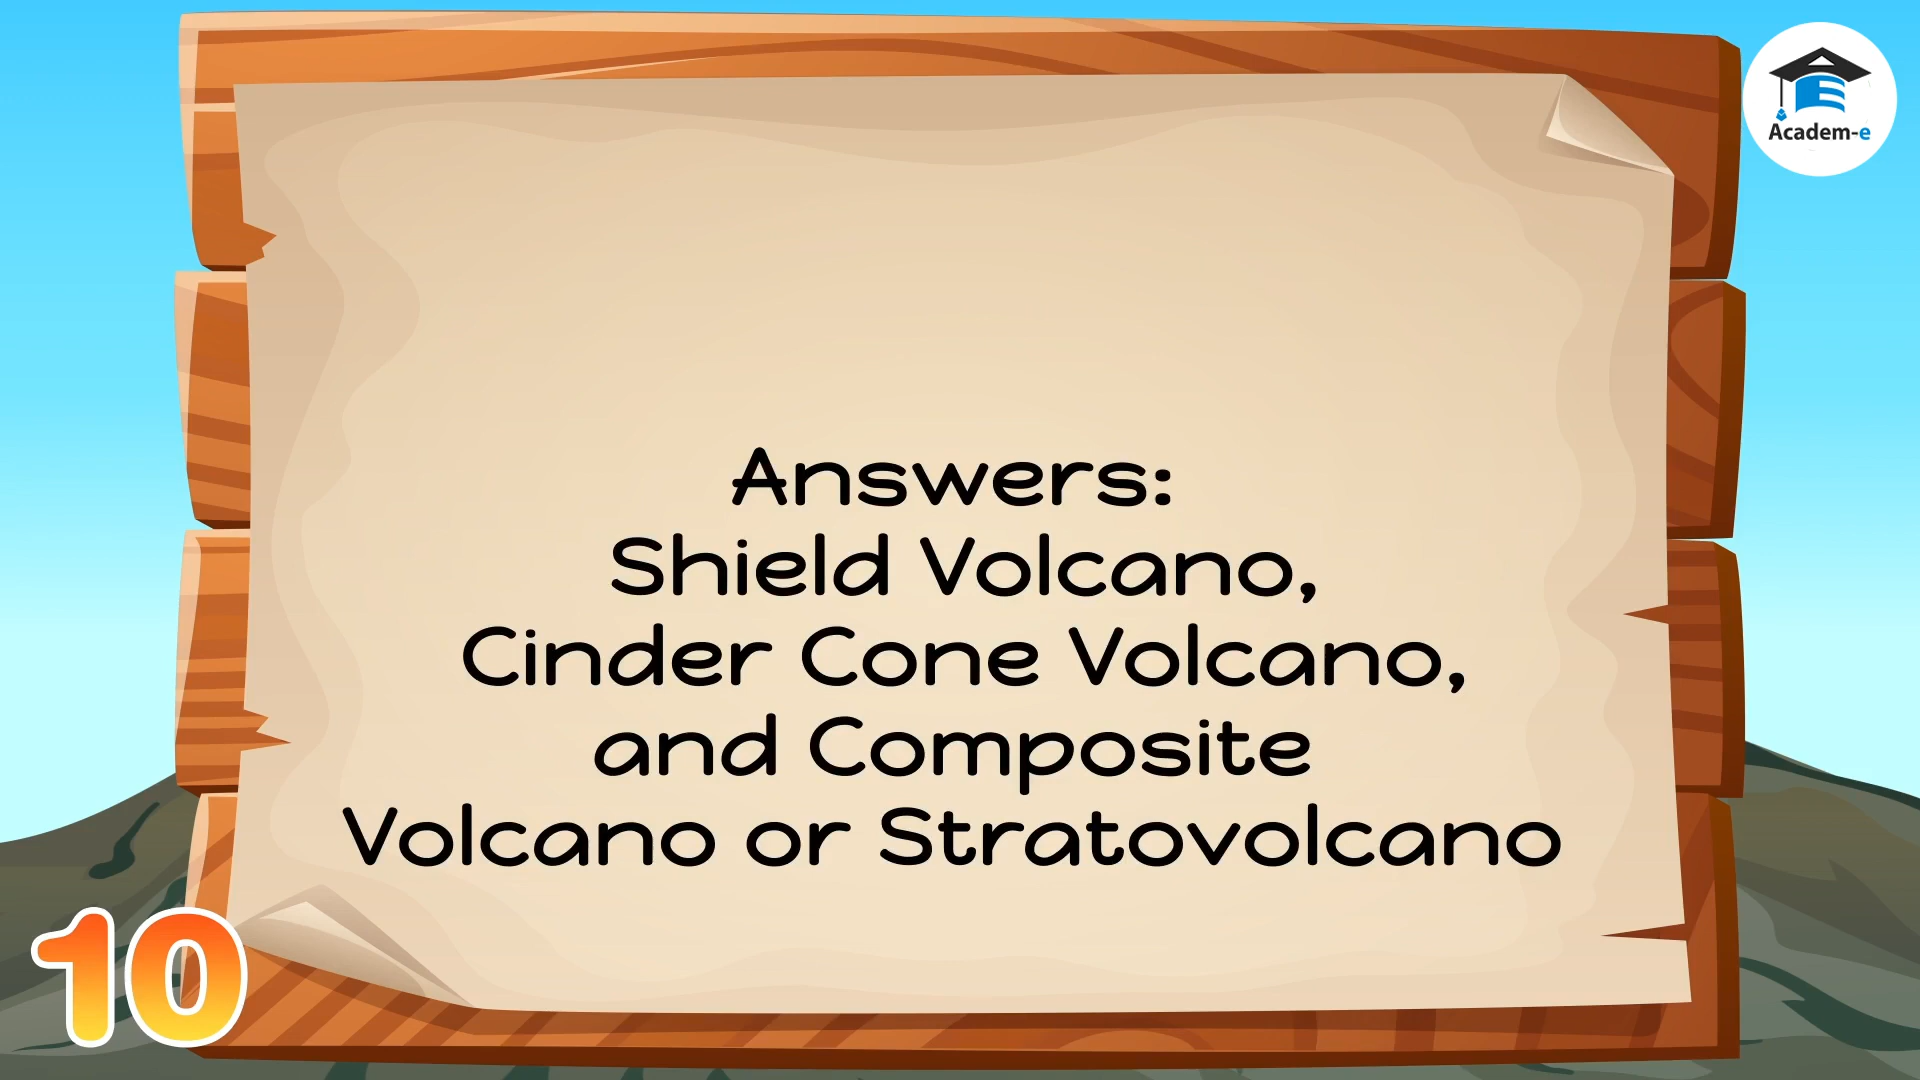 Academ-e
Answers:
Shield Volcano,
Cinder Cone Volcano,
and Composite
Volcano or Stratovolcano
10